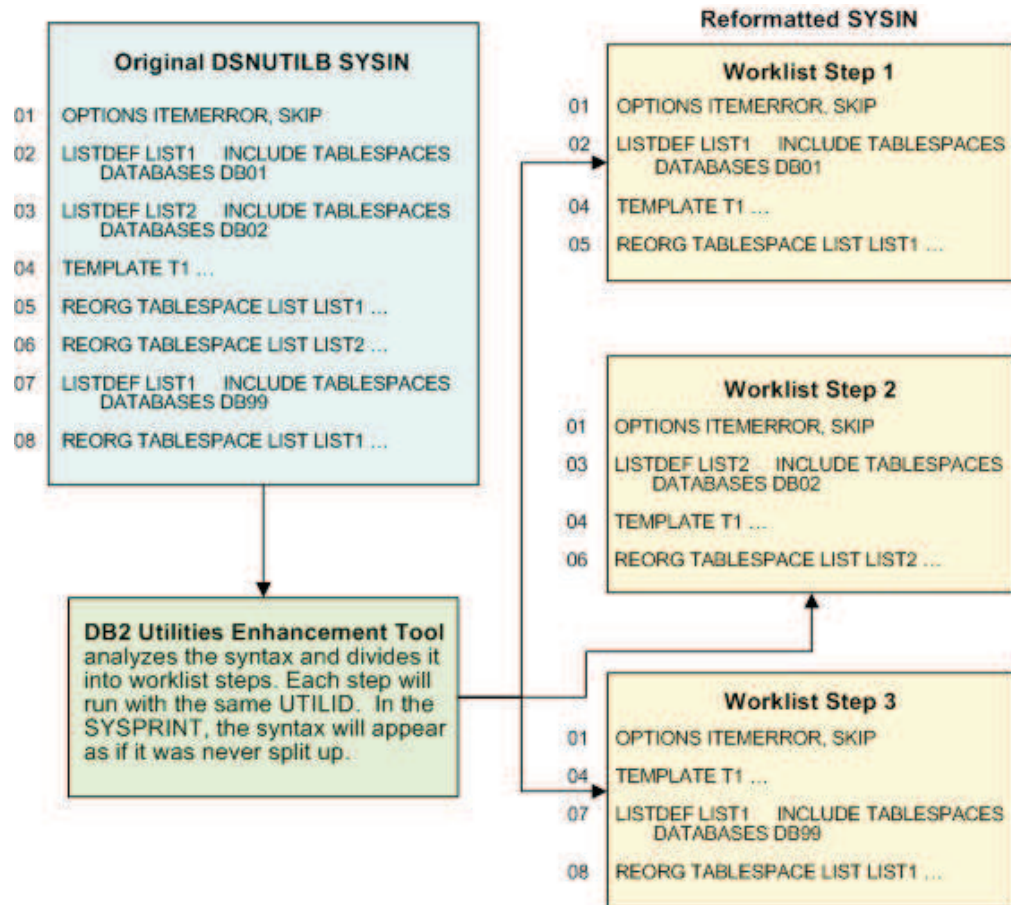 Original DSNUTILB SYSIN
01 OPTIONS ITEMERROR, SKIP
02 LISTDEF LIST1 INCLUDE TABLESPACES
DATABASES DB01
03 LISTDEF LIST2 INCLUDE TABLESPACES
DATABASES DB02
04 TEMPLATE T1 ...
05 REORG TABLESPACE LIST LIST1 ...
06 REORG TABLESPACE LIST LIST2 ...
07 LISTDEF LIST1 INCLUDE TABLESPACES
DATABASES DB99
08 REORG TABLESPACE LIST LIST1 ...
DB2 Utilities Enhancement Tool
analyzes the syntax and divides it
into worklist steps. Each step will
run with the same UTILID. In the
SYSPRINT, the syntax will appear
as if it was never split up.
Reformatted SYSIN
Worklist Step 1
01 OPTIONS ITEMERROR, SKIP
02 LISTDEF LIST1 INCLUDE TABLESPACES
DATABASES DB01
04 TEMPLATE T1 ...
05 REORG TABLESPACE LIST LIST1 ...
Worklist Step 2
01 OPTIONS ITEMERROR, SKIP
03 LISTDEF LIST2 INCLUDE TABLESPACES
DATABASES DB02
04 TEMPLATE T1 ...
06 REORG TABLESPACE LIST LIST2 ...
Worklist Step 3
01 OPTIONS ITEMERROR, SKIP
04 TEMPLATE T1 ...
07 LISTDEF LIST1 INCLUDE TABLESPACES
DATABASES DB99
08 REORG TABLESPACE LIST LIST1 ...